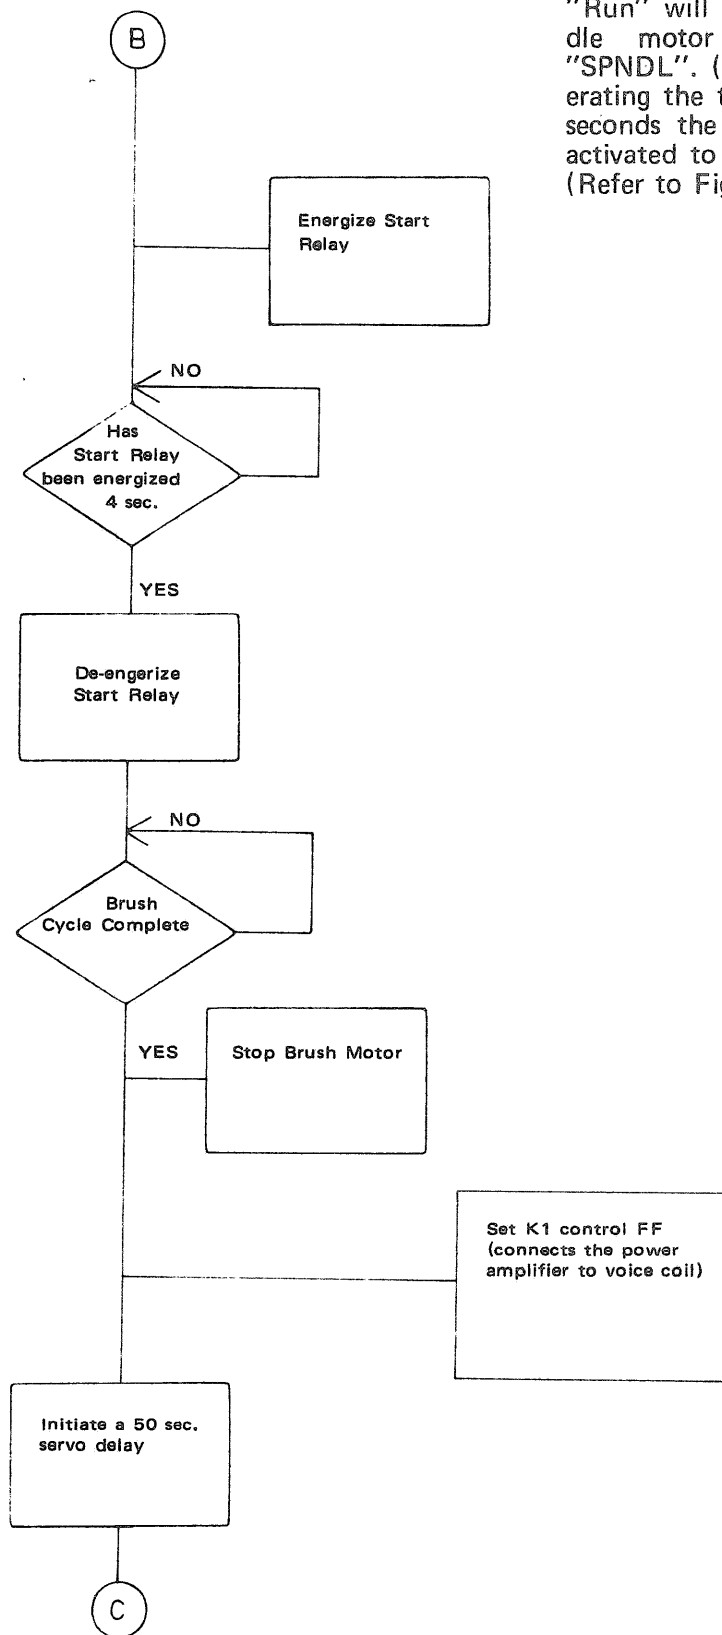 "Run" will
dle motor
"SPNDL". (
erating the t
seconds the
activated to
(Refer to Fig
B
Energize Start
Relay
NO
Has
Start Relay
been energized
4 sec.
YES
De-engerize
Start Relay
NO
Brush
Cycle Complete
YES
Stop Brush Motor
Set K1 control FF
(connects the power
amplifier to voice coil)
Initiate a 50 sec.
servo delay
C